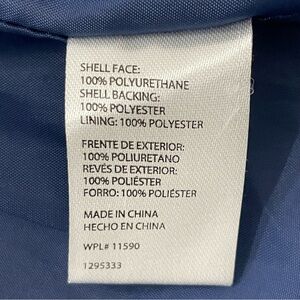 SHELL FACE:
100% POLYURETHANE
SHELL BACKING:
100% POLYESTER
LINING: 100% POLYESTER
FRENTE DE EXTERIOR:
100% POLIURETANO
REVÉS DE EXTERIOR:
100% POLIÉSTER
FORRO: 100% POLIÉSTER
MADE IN CHINA
HECHO EN CHINA
WPL# 11590
1295333